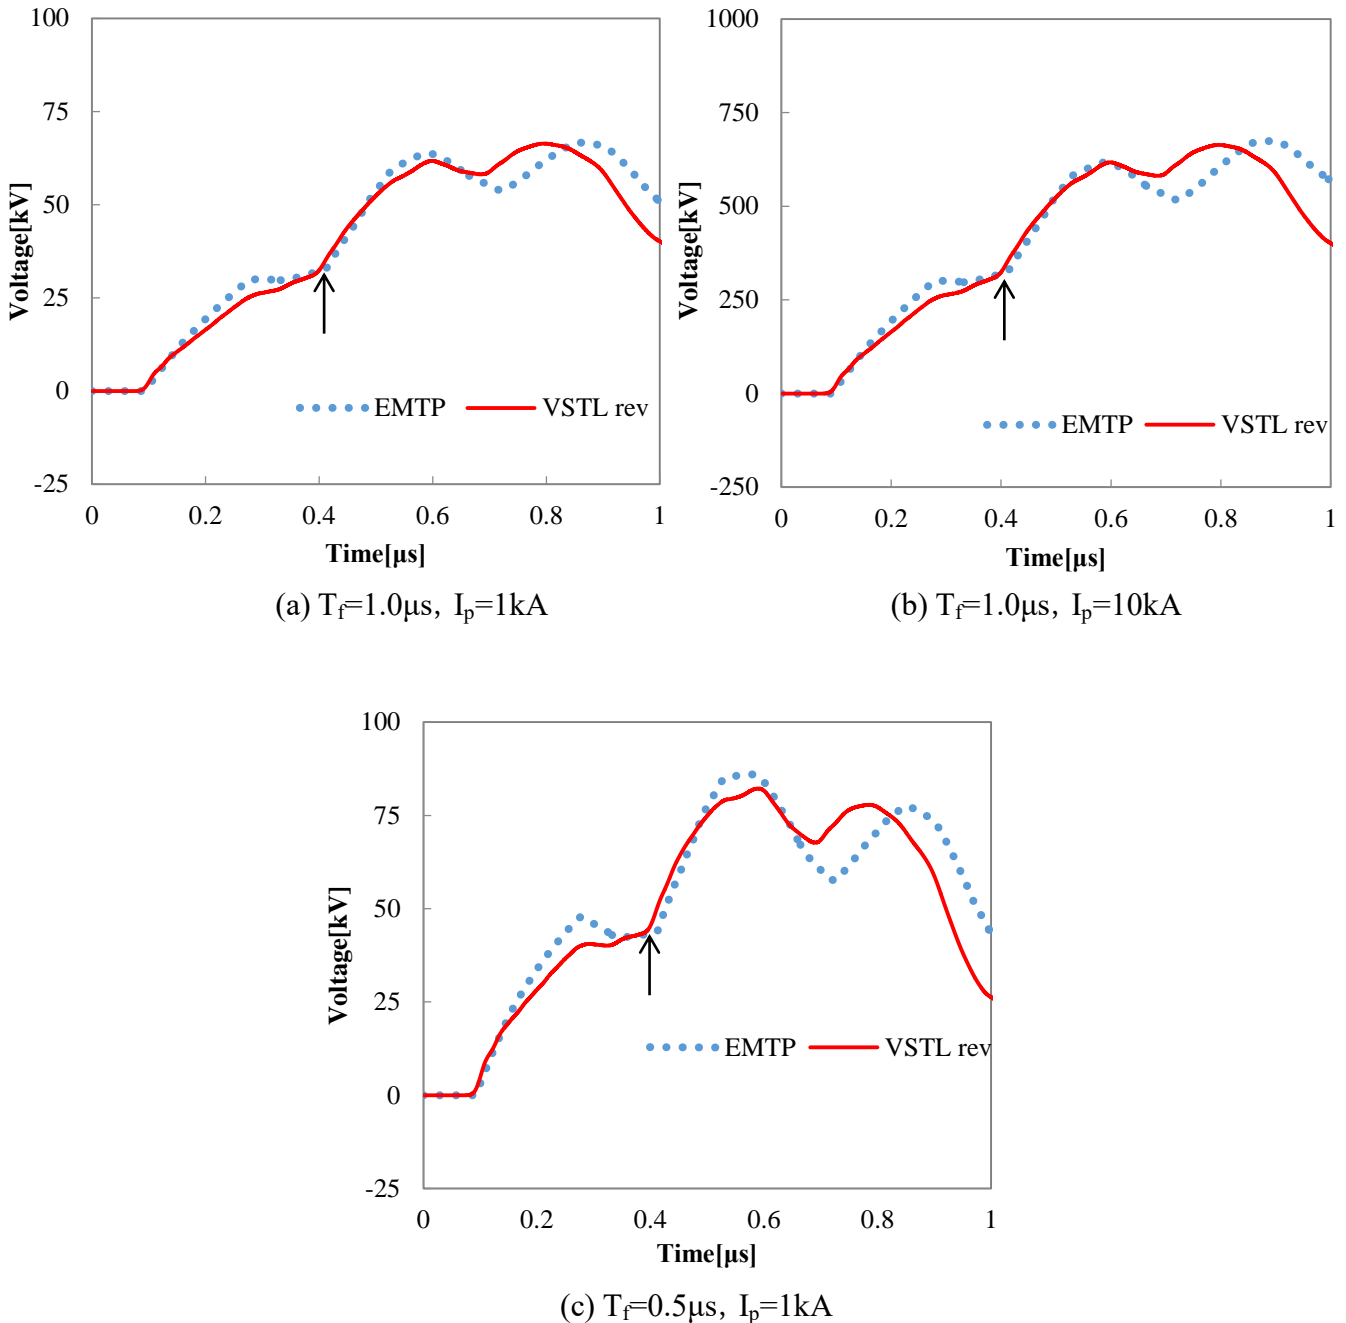 100
75
50
25
0
-25
Voltage[kV]
EMTP VSTL rev
0 0.2 0.4 0.6 0.8 1
Time[μs]
(a) Tf=1.0μs, Ip=1kA
1000
750
500
250
0
-250
Voltage[kV]
EMTP VSTL rev
0 0.2 0.4 0.6 0.8 1
Time[μs]
(b) Tf=1.0μs, Ip=10kA
100
75
50
25
0
-25
Voltage[kV]
EMTP VSTL rev
0 0.2 0.4 0.6 0.8 1
Time[μs]
(c) Tf=0.5μs, Ip=1kA